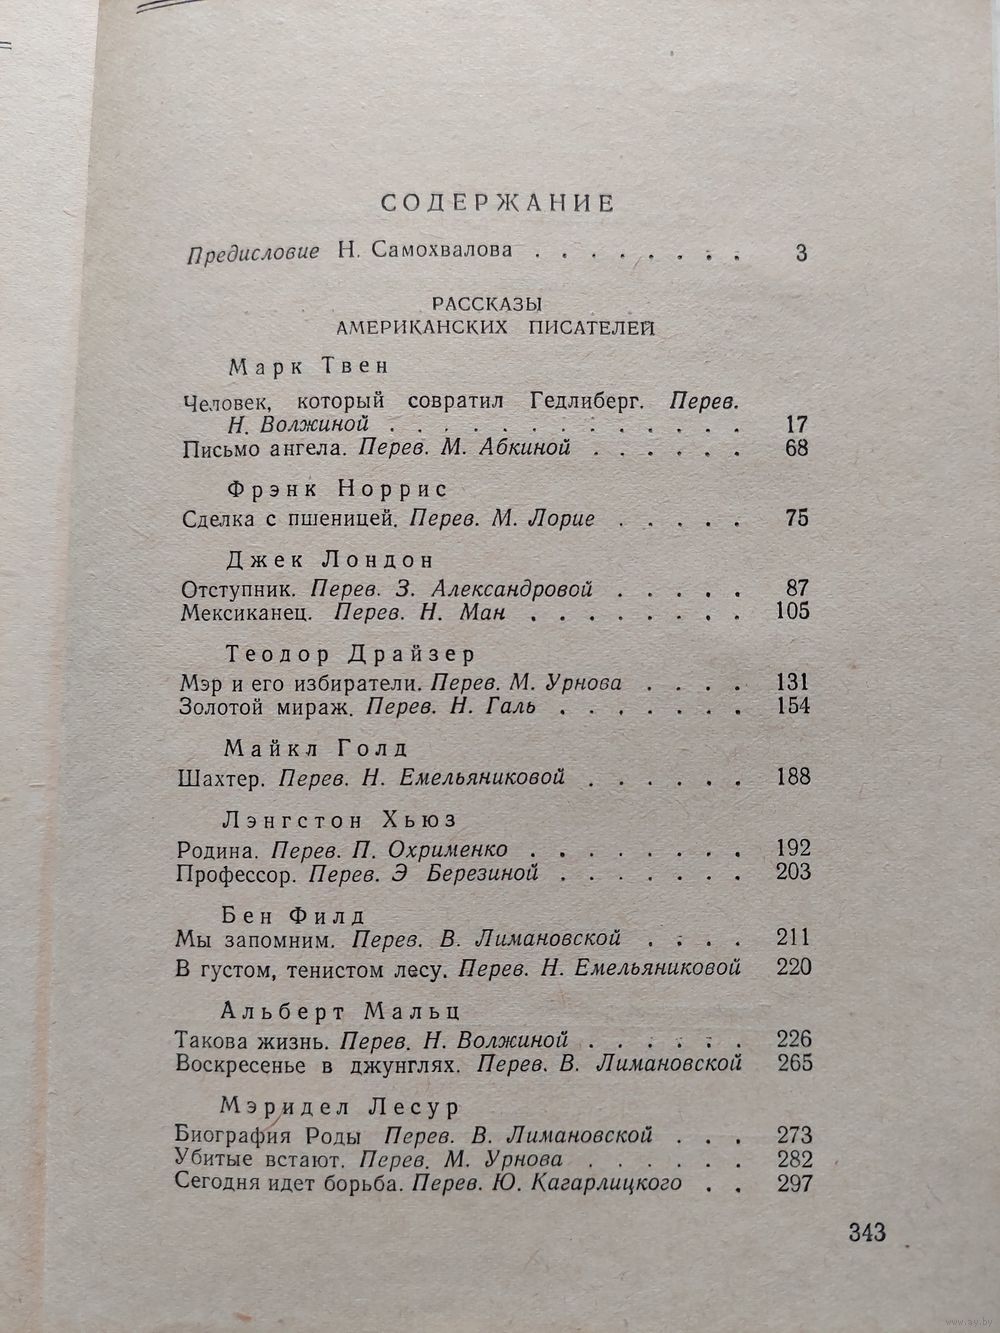 СОДЕРЖАНИЕ
Предисловие Н. Самохвалова . . . . . . . . 3
РАССКАЗЫ
АМЕРИКАНСКИХ ПИСАТЕЛЕЙ
Марк Твен
Человек, который совратил Гедлиберг. Перев.
Н. Волжиной . . . . . . . . . . . . . 17
Письмо ангела. Перев. М. Абкиной . . . . . . 68
Фрэнк Норрис
Сделка с пшеницей. Перев. М. Лорие . . . . . 75
Джек Лондон
Отступник. Перев. З. Александровой . . . . . 87
Мексиканец. Перев. Н. Ман . . . . . . . . 105
Теодор Драйзер
Мэр и его избиратели. Перев. М. Урнова . . . . 131
Золотой мираж. Перев. Н. Галь . . . . . . . 154
Майкл Голд
Шахтер. Перев. Н. Емельяниковой . . . . . . 188
Лэнгстон Хьюз
Родина. Перев. П. Охрименко . . . . . . . . 192
Профессор. Перев. Э Березиной . . . . . . . 203
Бен Филд
Мы запомним. Перев. В. Лимановской . . . . 211
В густом, тенистом лесу. Перев. Н. Емельяниковой 220
Альберт Мальц
Такова жизнь. Перев. Н. Волжиной . . . . . . 226
Воскресенье в джунглях. Перев. В. Лимановской 265
Мэридел Лесур
Биография Роды Перев. В. Лимановской . . . 273
Убитые встают. Перев. М. Урнова . . . . . . 282
Сегодня идет борьба. Перев. Ю. Кагарлицкого . . 297
343
www.ay.by